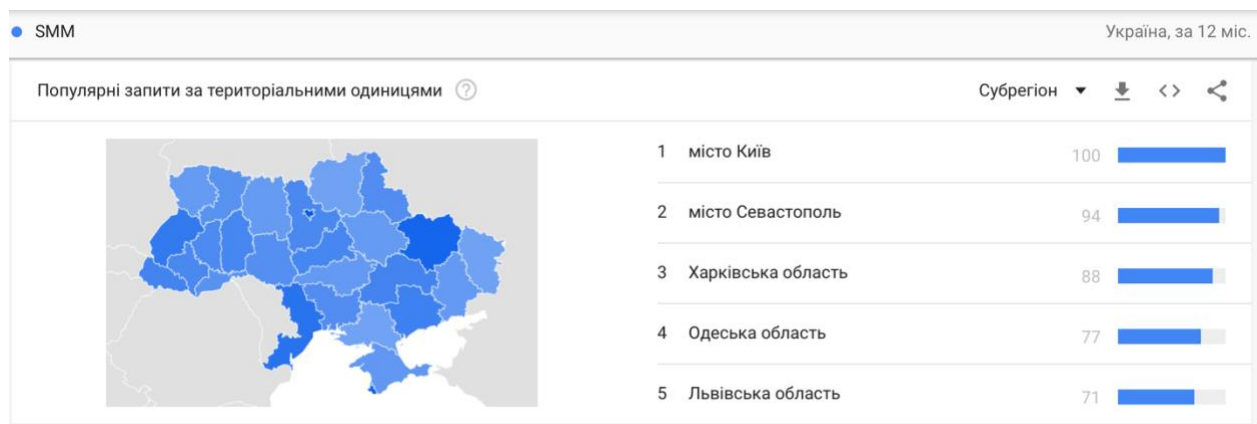 SMM
Україна, за 12 міс.
Популярні запити за територіальними одиницями ?
Субрегіон
1 місто Київ 100
2 місто Севастополь 94
3 Харківська область 88
4 Одеська область 77
5 Львівська область 71